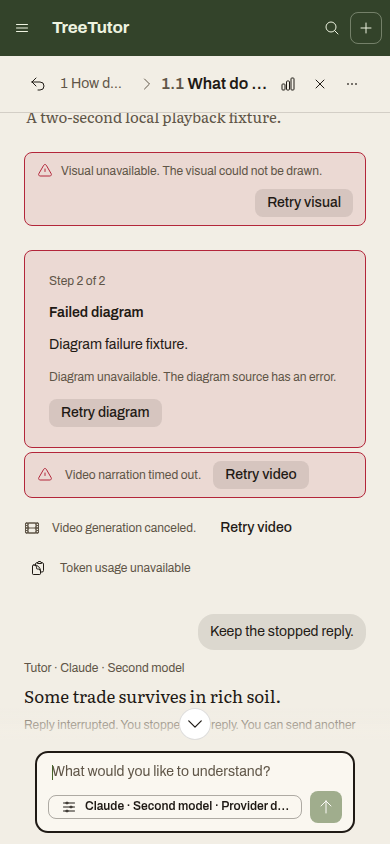 TreeTutor
1 How d...
1.1 What do ...
A two-second local playback fixture.
Visual unavailable. The visual could not be drawn.
Retry visual
Step 2 of 2
Failed diagram
Diagram failure fixture.
Diagram unavailable. The diagram source has an error.
Retry diagram
Video narration timed out.
Retry video
Video generation canceled.
Retry video
Token usage unavailable
Keep the stopped reply.
Tutor · Claude · Second model
Some trade survives in rich soil.
Reply interrupted. You stoppe reply. You can send another
What would you like to understand?
Claude · Second model · Provider d...